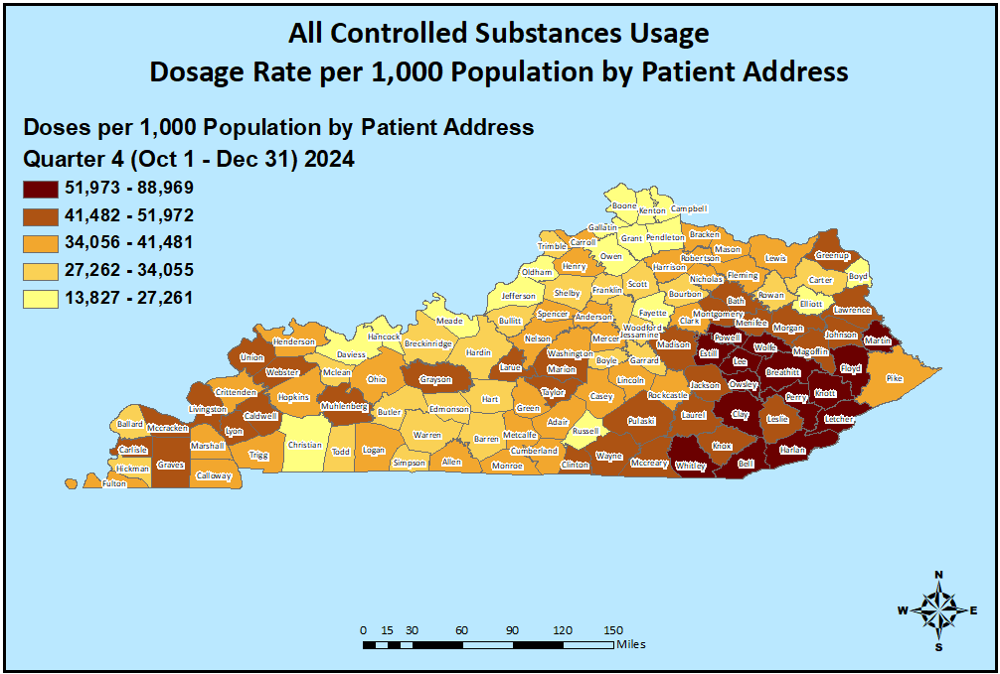 All Controlled Substances Usage
Dosage Rate per 1,000 Population by Patient Address
Doses per 1,000 Population by Patient Address
Quarter 4 (Oct 1 - Dec 31) 2024
51,973 - 88,969
41,482 - 51,972
34,056 - 41,481
27,262 - 34,055
13,827 - 27,261
Boone
Kenton
Campbell
Gallatin
Grant
Pendleton
Bracken
Trimble
Carroll
Owen
Mason
Robertson
Lewis
Greenup
Oldham
Henry
Harrison
Nicholas
Fleming
Carter
Boyd
Jefferson
Shelby
Franklin
Scott
Bourbon
Bath
Rowan
Elliott
Lawrence
Meade
Bullitt
Spencer
Anderson
Woodford
Fayette
Clark
Montgomery
Menifee
Morgan
Johnson
Martin
Henderson
Hancock
Daviess
Breckinridge
Hardin
Nelson
Washington
Mercer
Jessamine
Madison
Estill
Powell
Wolfe
Magoffin
Floyd
Pike
Union
Webster
Mclean
Ohio
Grayson
Larue
Marion
Boyle
Garrard
Lee
Breathitt
Knott
Crittenden
Hopkins
Muhlenberg
Butler
Edmonson
Hart
Green
Taylor
Casey
Lincoln
Rockcastle
Jackson
Owsley
Perry
Letcher
Livingston
Lyon
Caldwell
Christian
Todd
Logan
Warren
Barren
Metcalfe
Adair
Russell
Pulaski
Laurel
Clay
Leslie
Harlan
Ballard
Mccracken
Carlisle
Graves
Marshall
Trigg
Simpson
Allen
Monroe
Cumberland
Clinton
Wayne
Mccreary
Whitley
Knox
Bell
Hickman
Fulton
Calloway
N
W
E
S
0 15 30 60 90 120 150
Miles